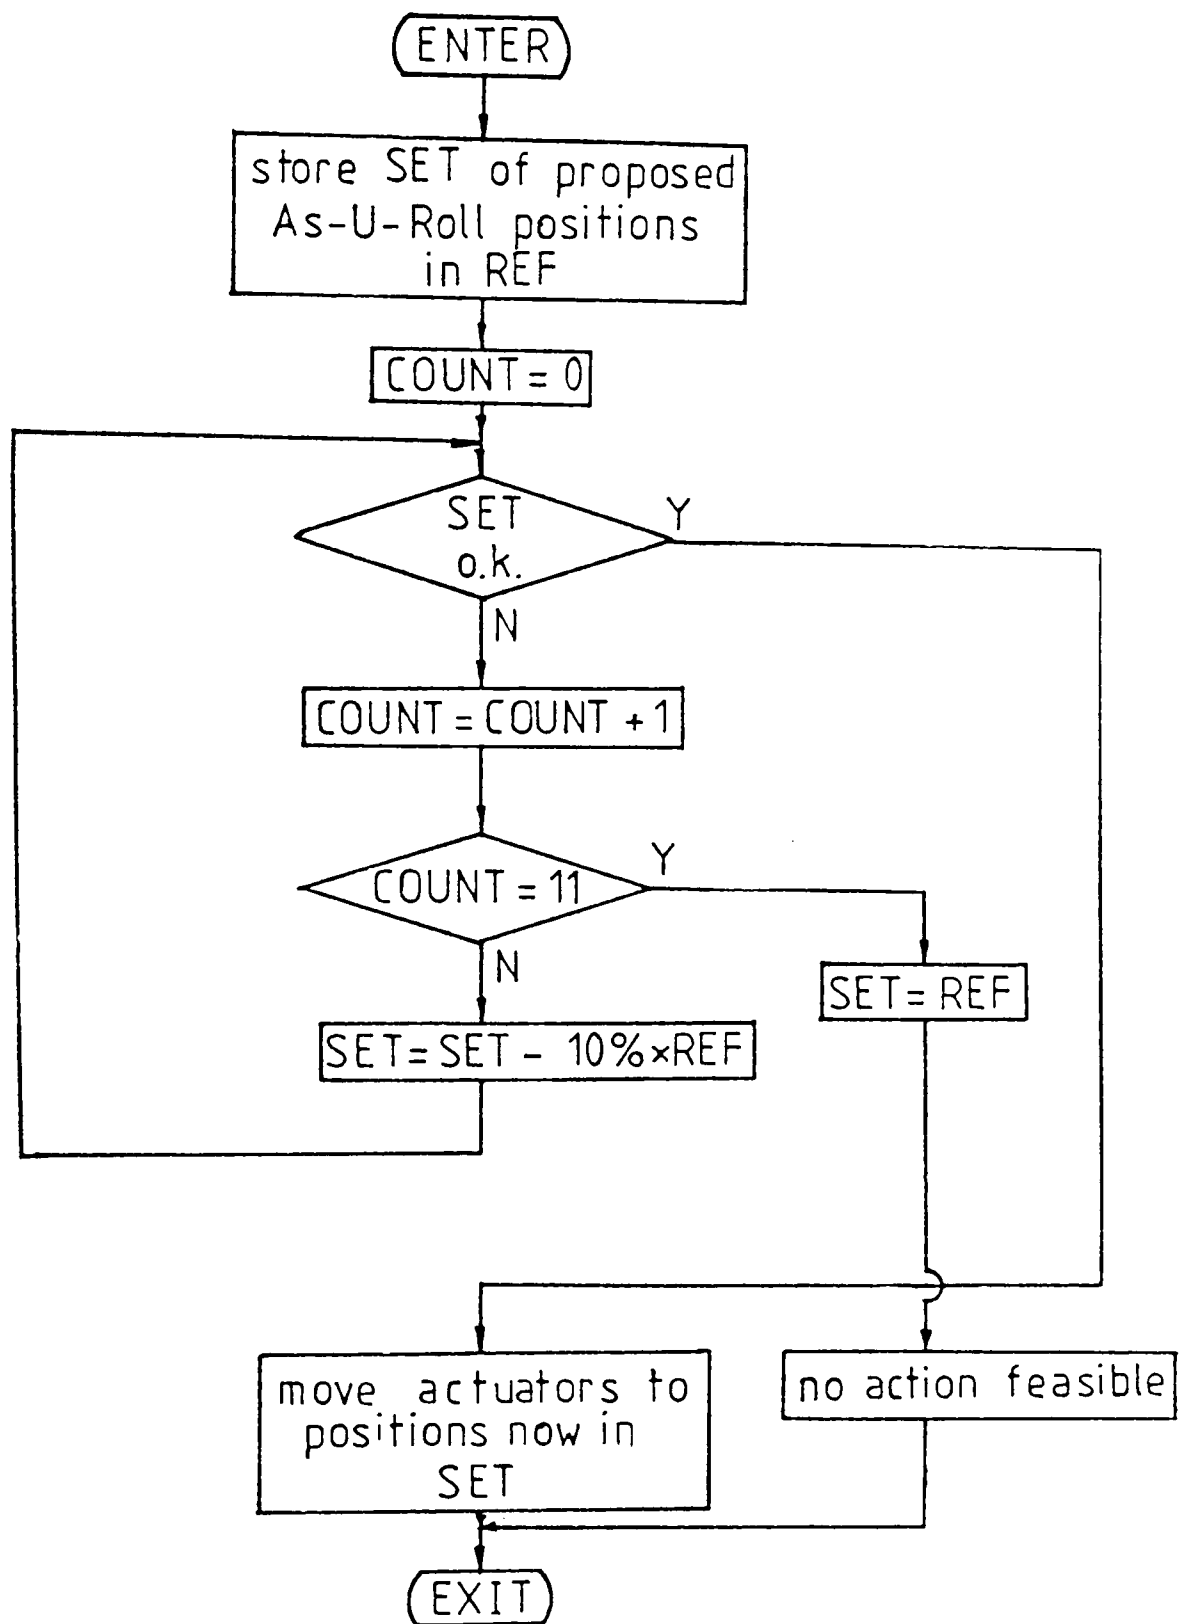 ENTER
store SET of proposed
As-U-Roll positions
in REF
COUNT = 0
SET
o.k.
Y
N
COUNT = COUNT + 1
COUNT = 11
Y
N
SET = REF
SET = SET - 10% × REF
move actuators to
positions now in
SET
no action feasible
EXIT